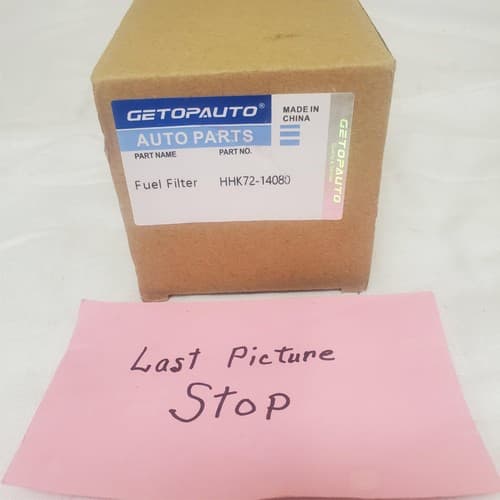 GETOPAUTO®
MADE IN
CHINA
AUTO PARTS
PART NAME
PART NO.
Fuel Filter
HHK72-14080
GETOPAUTO
Last Picture
Stop